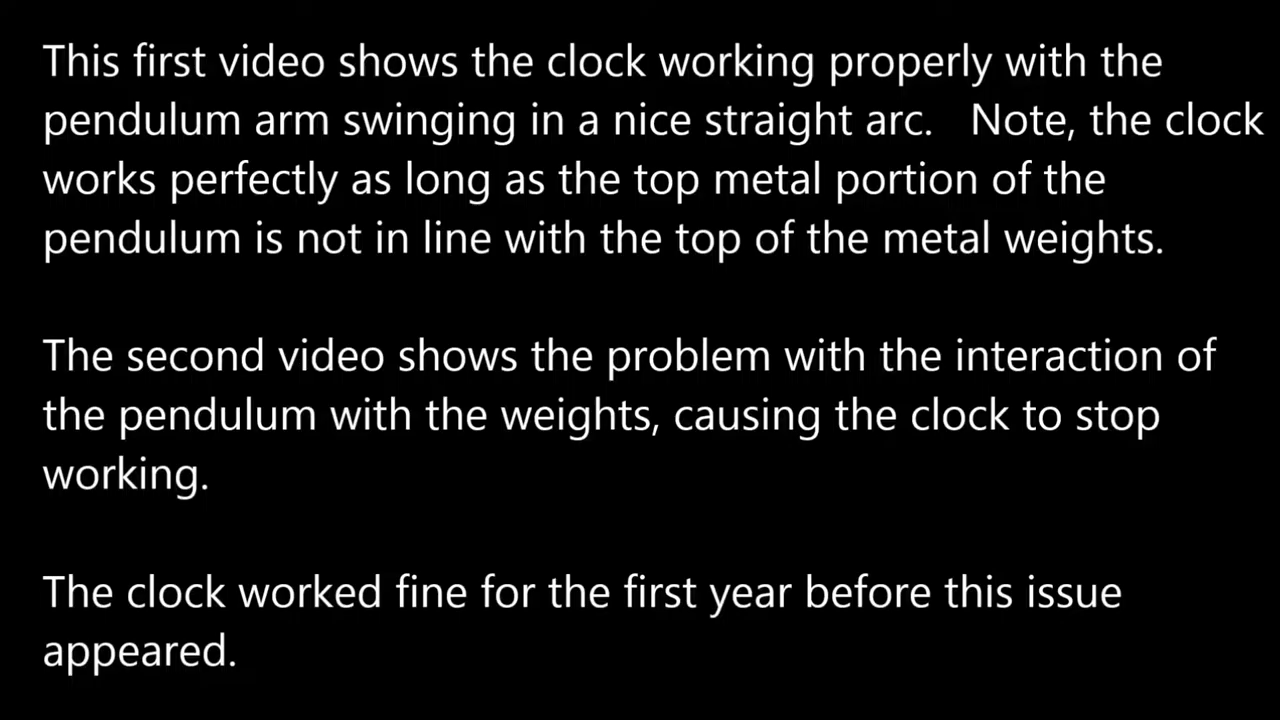 This first video shows the clock working properly with the
pendulum arm swinging in a nice straight arc. Note, the clock
works perfectly as long as the top metal portion of the
pendulum is not in line with the top of the metal weights.
The second video shows the problem with the interaction of
the pendulum with the weights, causing the clock to stop
working.
The clock worked fine for the first year before this issue
appeared.